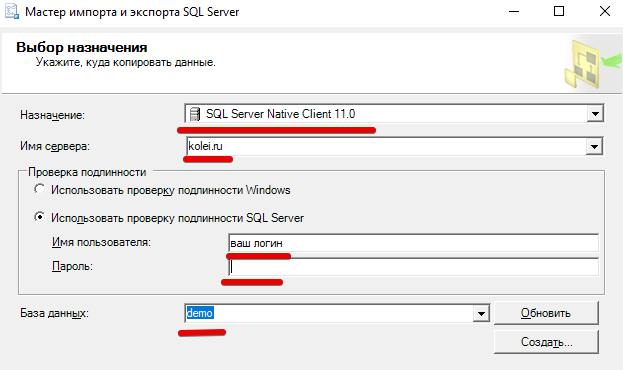 Мастер импорта и экспорта SQL Server
Выбор назначения
Укажите, куда копировать данные.
Назначение:
SQL Server Native Client 11.0
Имя сервера:
kolei.ru
Проверка подлинности
Использовать проверку подлинности Windows
Использовать проверку подлинности SQL Server
Имя пользователя:
ваш логин
Пароль:
База данных:
demo
Обновить
Создать...